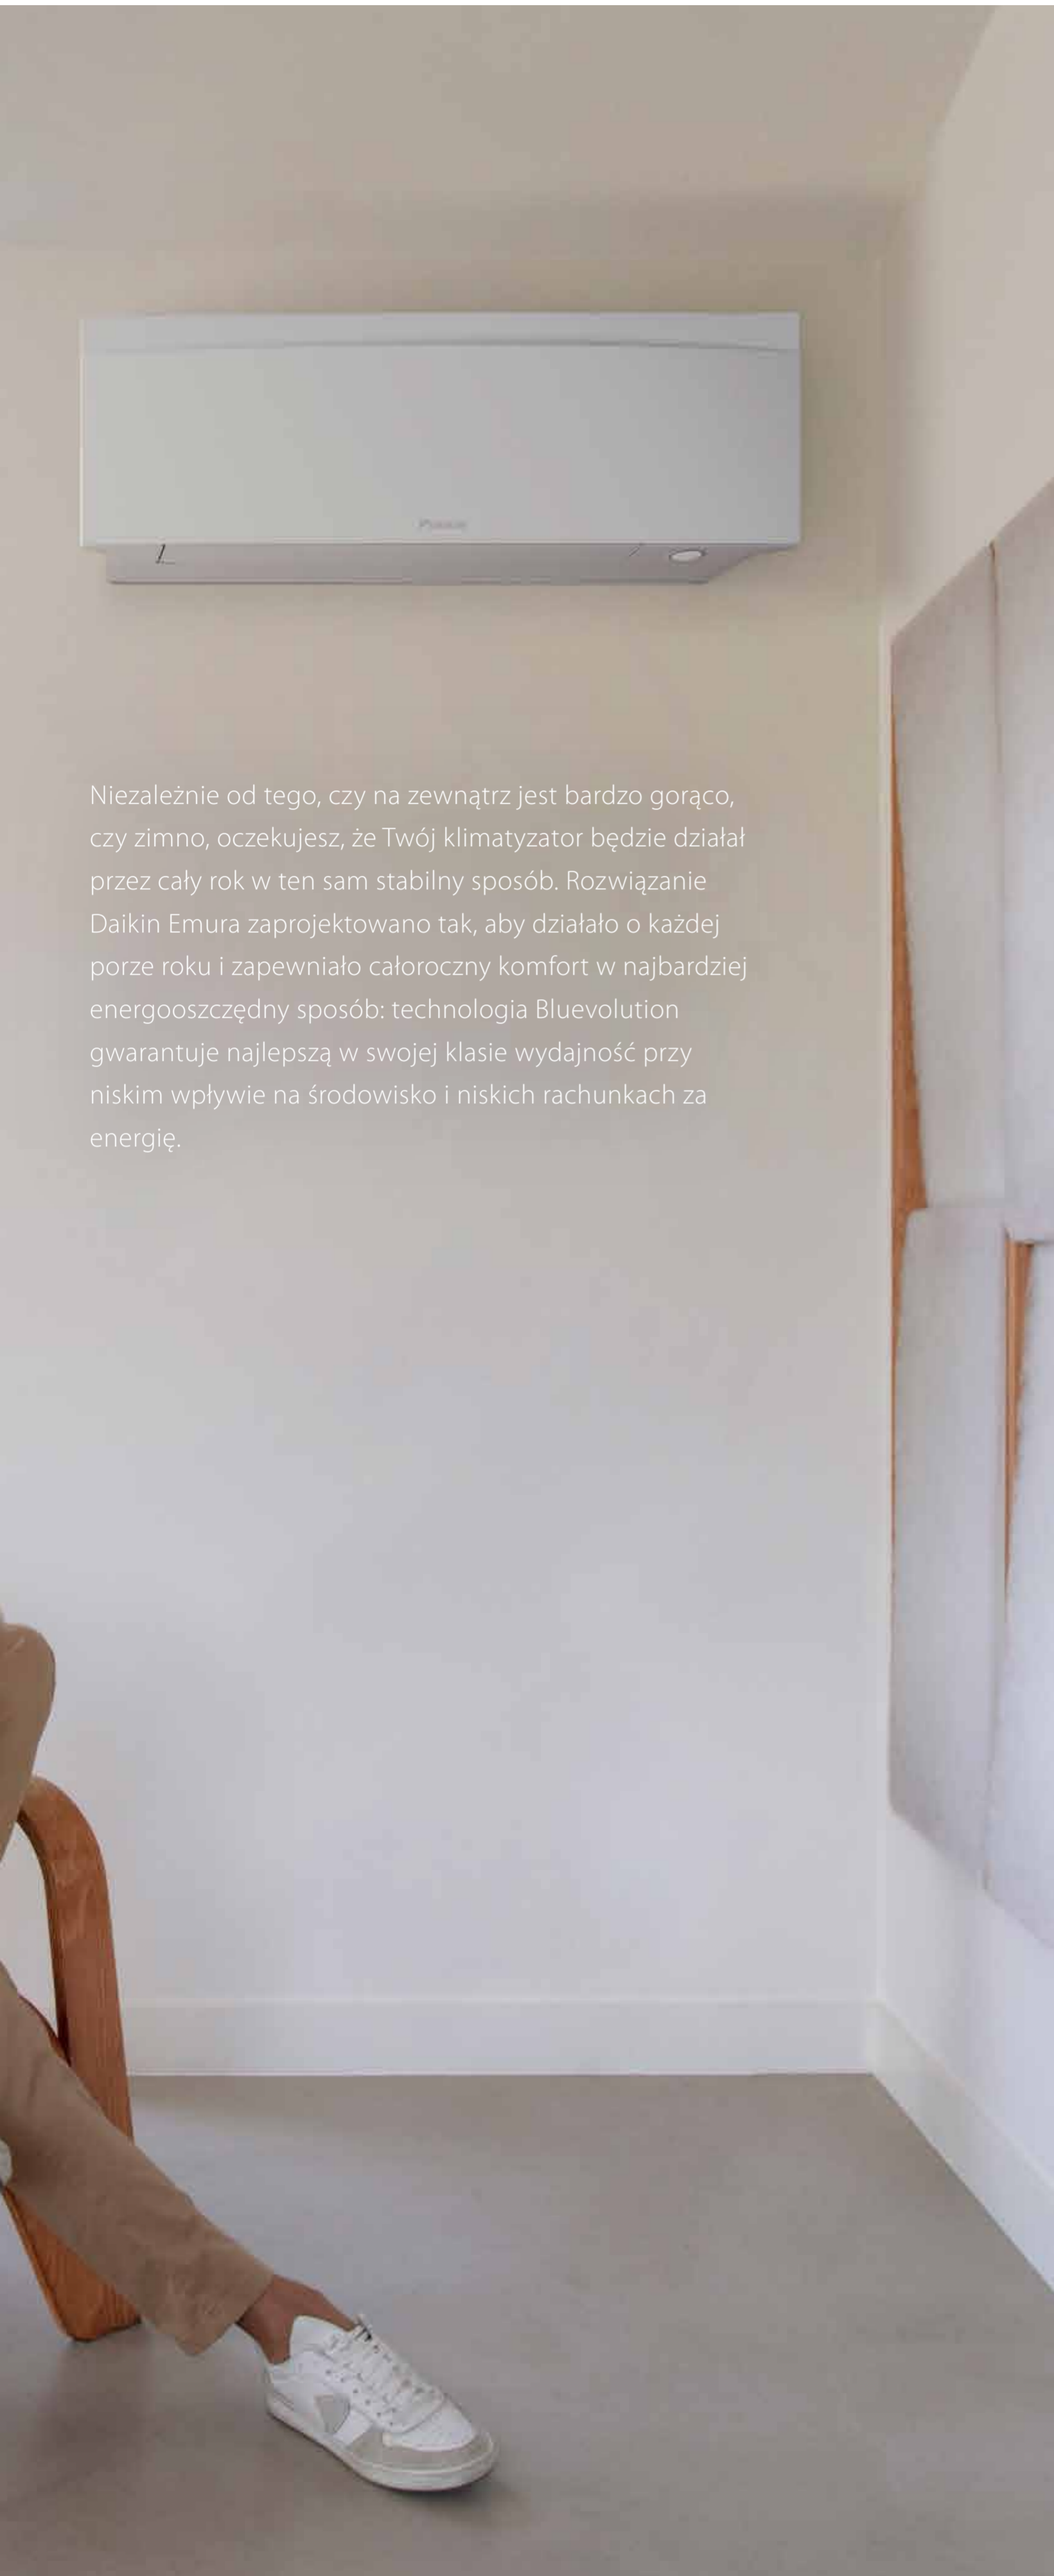 Niezależnie od tego, czy na zewnątrz jest bardzo gorąco,
czy zimno, oczekujesz, że Twój klimatyzator będzie działał
przez cały rok w ten sam stabilny sposób. Rozwiązanie
Daikin Emura zaprojektowano tak, aby działało o każdej
porze roku i zapewniało całoroczny komfort w najbardziej
energooszczędny sposób: technologia Bluevolution
gwarantuje najlepszą w swojej klasie wydajność przy
niskim wpływie na środowisko i niskich rachunkach za
energię.